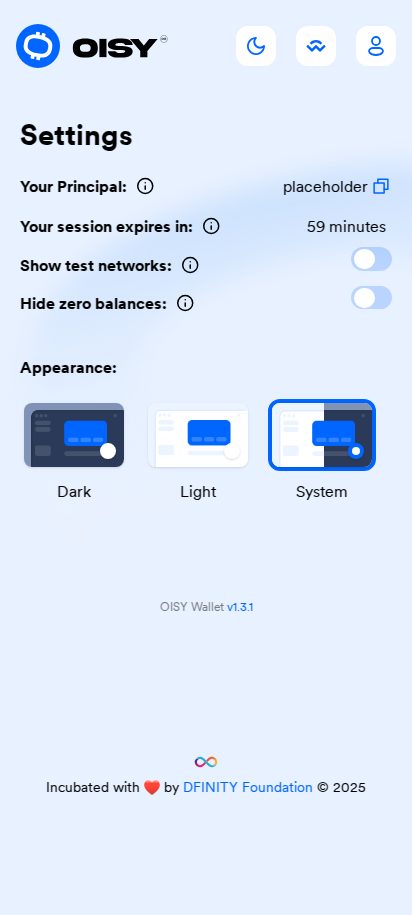 OISY
Settings
Your Principal: placeholder
Your session expires in: 59 minutes
Show test networks:
Hide zero balances:
Appearance:
Dark Light System
OISY Wallet v1.3.1
Incubated with ❤️ by DFINITY Foundation © 2025